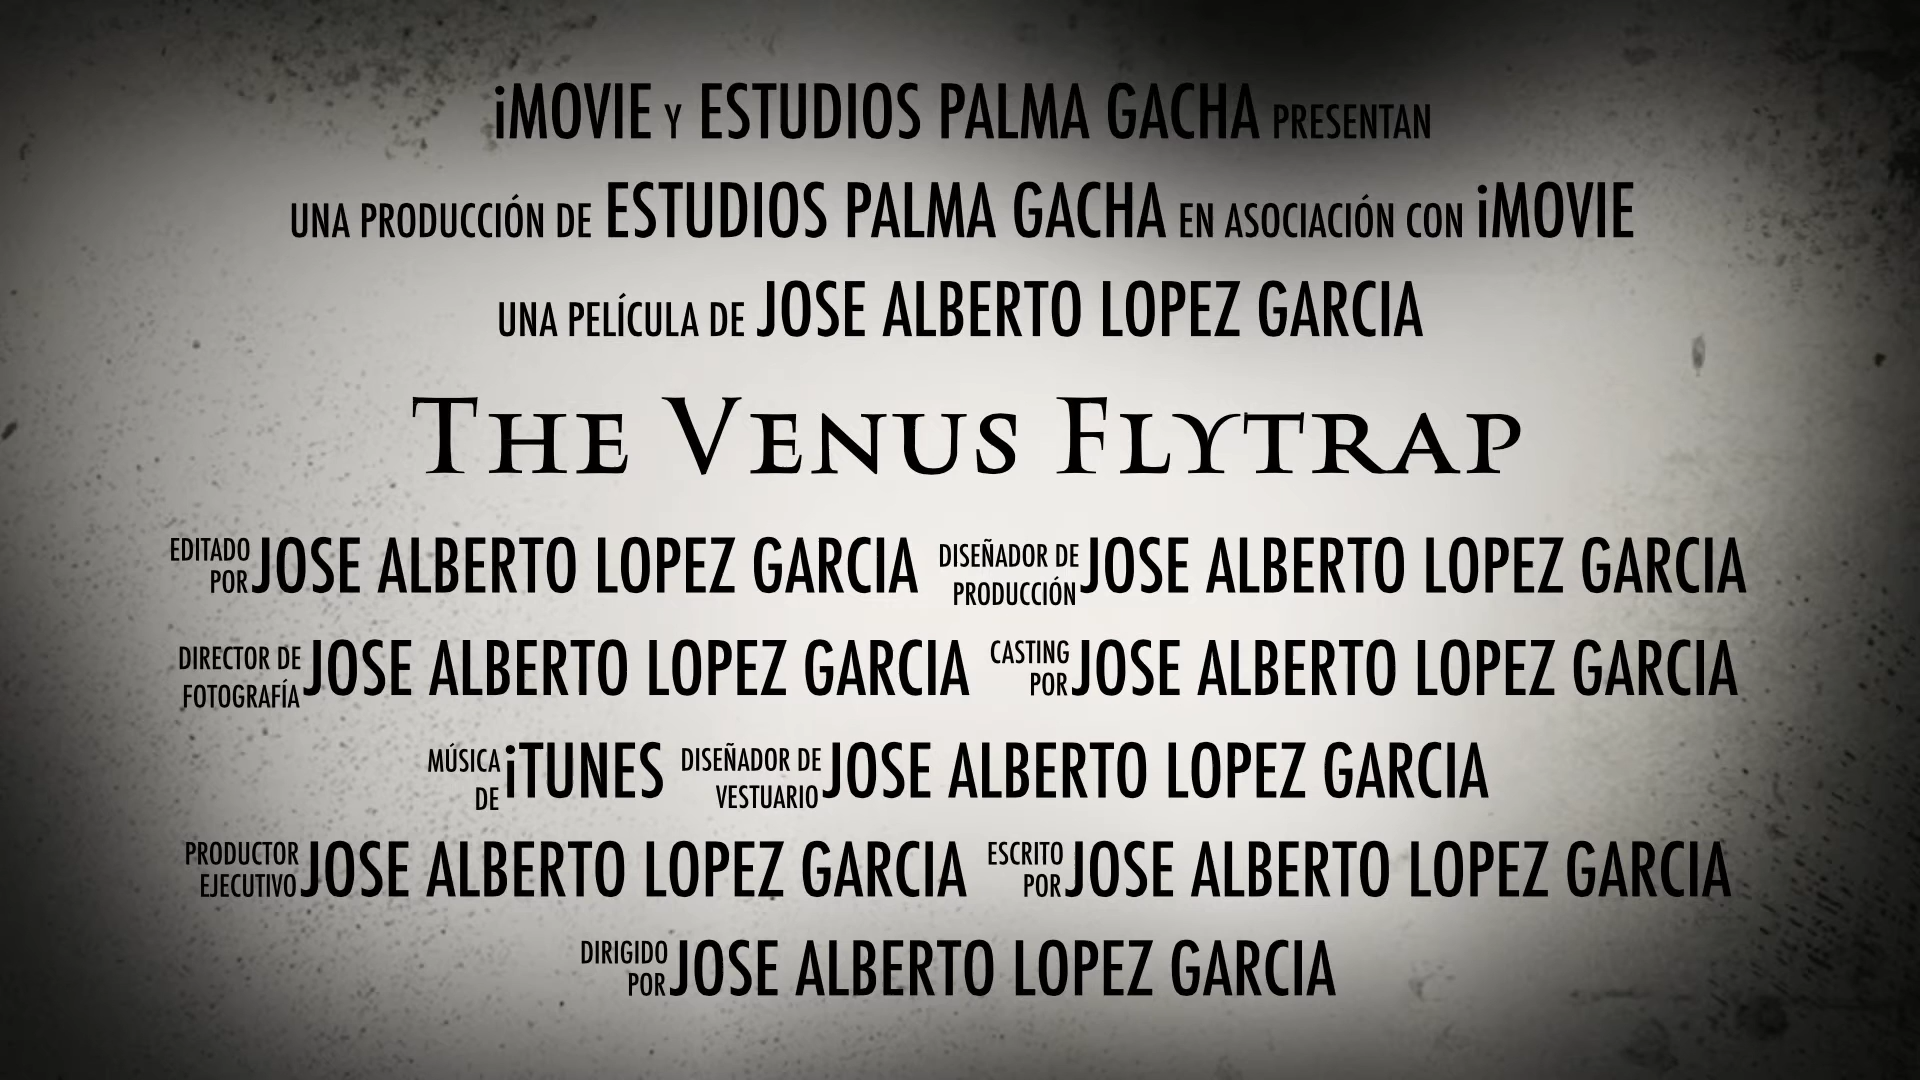 iMOVIE Y ESTUDIOS PALMA GACHA PRESENTAN
UNA PRODUCCIÓN DE ESTUDIOS PALMA GACHA EN ASOCIACIÓN CON iMOVIE
UNA PELÍCULA DE JOSE ALBERTO LOPEZ GARCIA
THE VENUS FLYTRAP
EDITADO POR JOSE ALBERTO LOPEZ GARCIA DISEÑADOR DE PRODUCCIÓN JOSE ALBERTO LOPEZ GARCIA
DIRECTOR DE FOTOGRAFÍA JOSE ALBERTO LOPEZ GARCIA CASTING POR JOSE ALBERTO LOPEZ GARCIA
MÚSICA DE iTUNES DISEÑADOR DE VESTUARIO JOSE ALBERTO LOPEZ GARCIA
PRODUCTOR EJECUTIVO JOSE ALBERTO LOPEZ GARCIA ESCRITO POR JOSE ALBERTO LOPEZ GARCIA
DIRIGIDO POR JOSE ALBERTO LOPEZ GARCIA